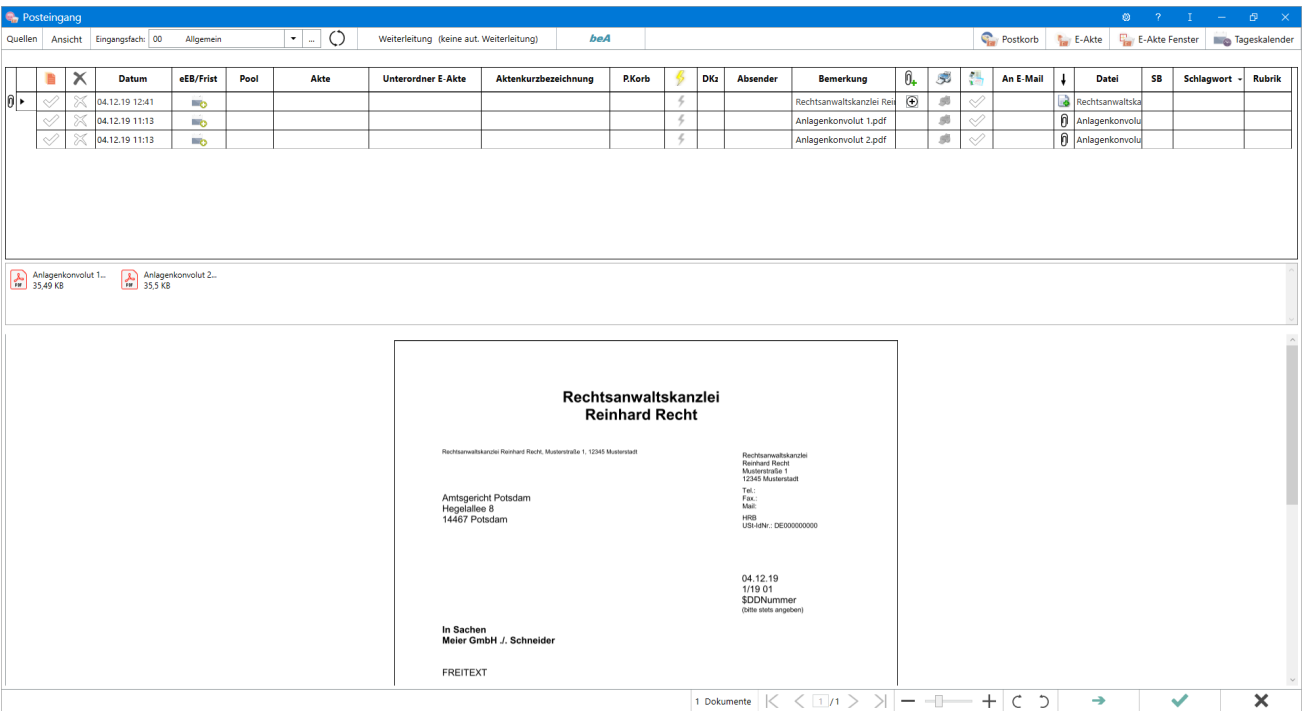 Posteingang
?
Quellen Ansicht Eingangsfach: 00 Allgemein ... Weiterleitung (keine aut. Weiterleitung) beA Postkorb E-Akte E-Akte Fenster Tageskalender
Datum eEB/Frist Pool Akte Unterordner E-Akte Aktenkurzbezeichnung P.Korb DKz Absender Bemerkung An E-Mail Datei SB Schlagwort Rubrik
04.12.19 12:41 Rechtsanwaltskanzlei Rei Rechtsanwaltska
04.12.19 11:13 Anlagenkonvolut 1.pdf Anlagenkonvolu
04.12.19 11:13 Anlagenkonvolut 2.pdf Anlagenkonvolu
PDF Anlagenkonvolut 1... PDF Anlagenkonvolut 2...
35,49 KB 35,5 KB
Rechtsanwaltskanzlei
Reinhard Recht
Rechtsanwaltskanzlei Reinhard Recht, Musterstraße 1, 12345 Musterstadt
Rechtsanwaltskanzlei
Reinhard Recht
Musterstraße 1
12345 Musterstadt
Tel.:
Fax.:
Mail:
HRB
USt-IdNr.: DE000000000
Amtsgericht Potsdam
Hegelallee 8
14467 Potsdam
04.12.19
1/19 01
$DDNummer
(bitte stets angeben)
In Sachen
Meier GmbH ./. Schneider
FREITEXT
1 Dokumente 1 /1